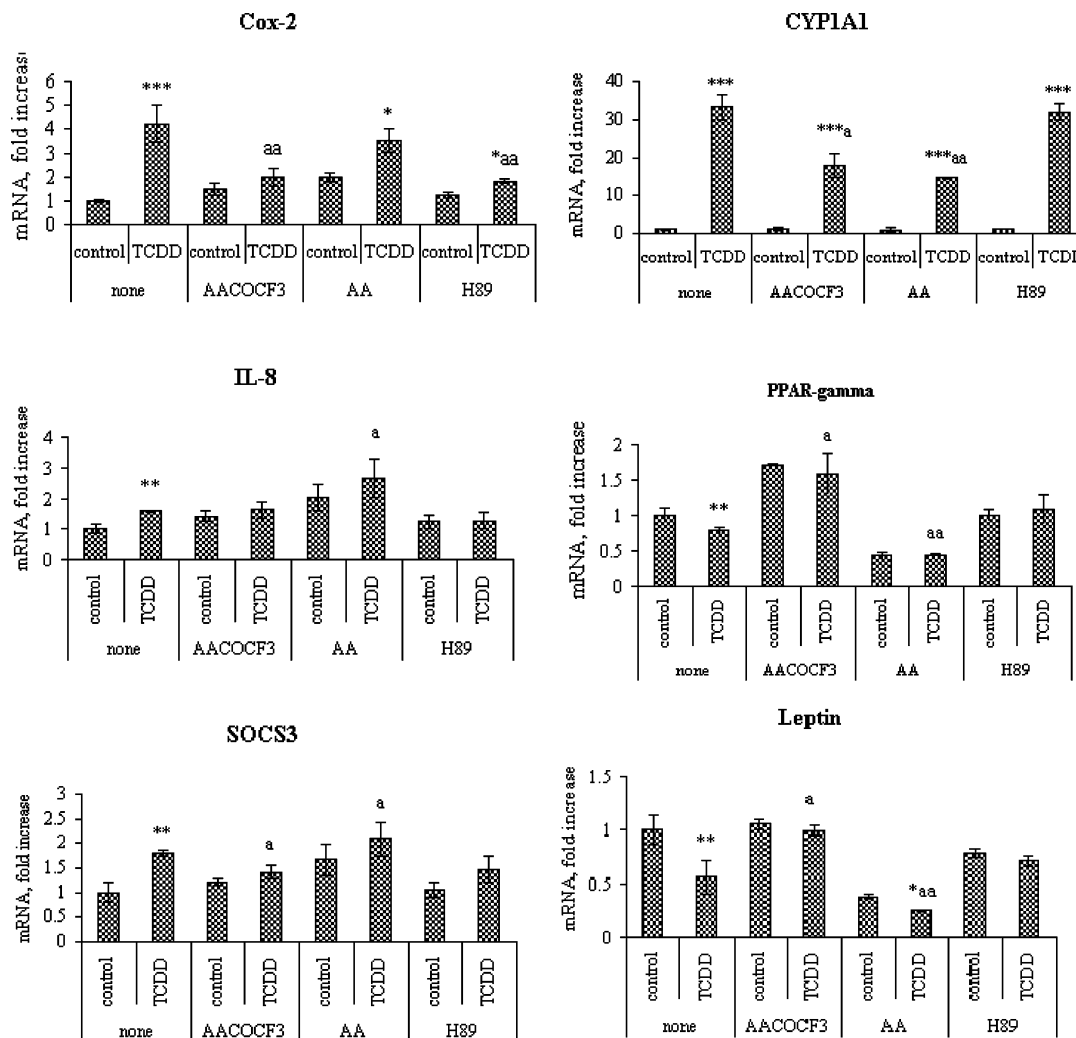 Cox-2
mRNA, fold increase
6
5
4
3
2
1
0
***
aa
*
*aa
control TCDD control TCDD control TCDD control TCDD
none AACOCF3 AA H89
CYP1A1
mRNA, fold increase
40
30
20
10
0
***
***a
***aa
***
control TCDD control TCDD control TCDD control TCDD
none AACOCF3 AA H89
IL-8
mRNA, fold increase
4
3
2
1
0
**
a
control TCDD control TCDD control TCDD control TCDD
none AACOCF3 AA H89
PPAR-gamma
mRNA, fold increase
2
1.5
1
0.5
0
**
a
aa
control TCDD control TCDD control TCDD control TCDD
none AACOCF3 AA H89
SOCS3
mRNA, fold increase
3
2.5
2
1.5
1
0.5
0
**
a
a
control TCDD control TCDD control TCDD control TCDD
none AACOCF3 AA H89
Leptin
mRNA, fold increase
1.5
1
0.5
0
**
a
*aa
control TCDD control TCDD control TCDD control TCDD
none AACOCF3 AA H89